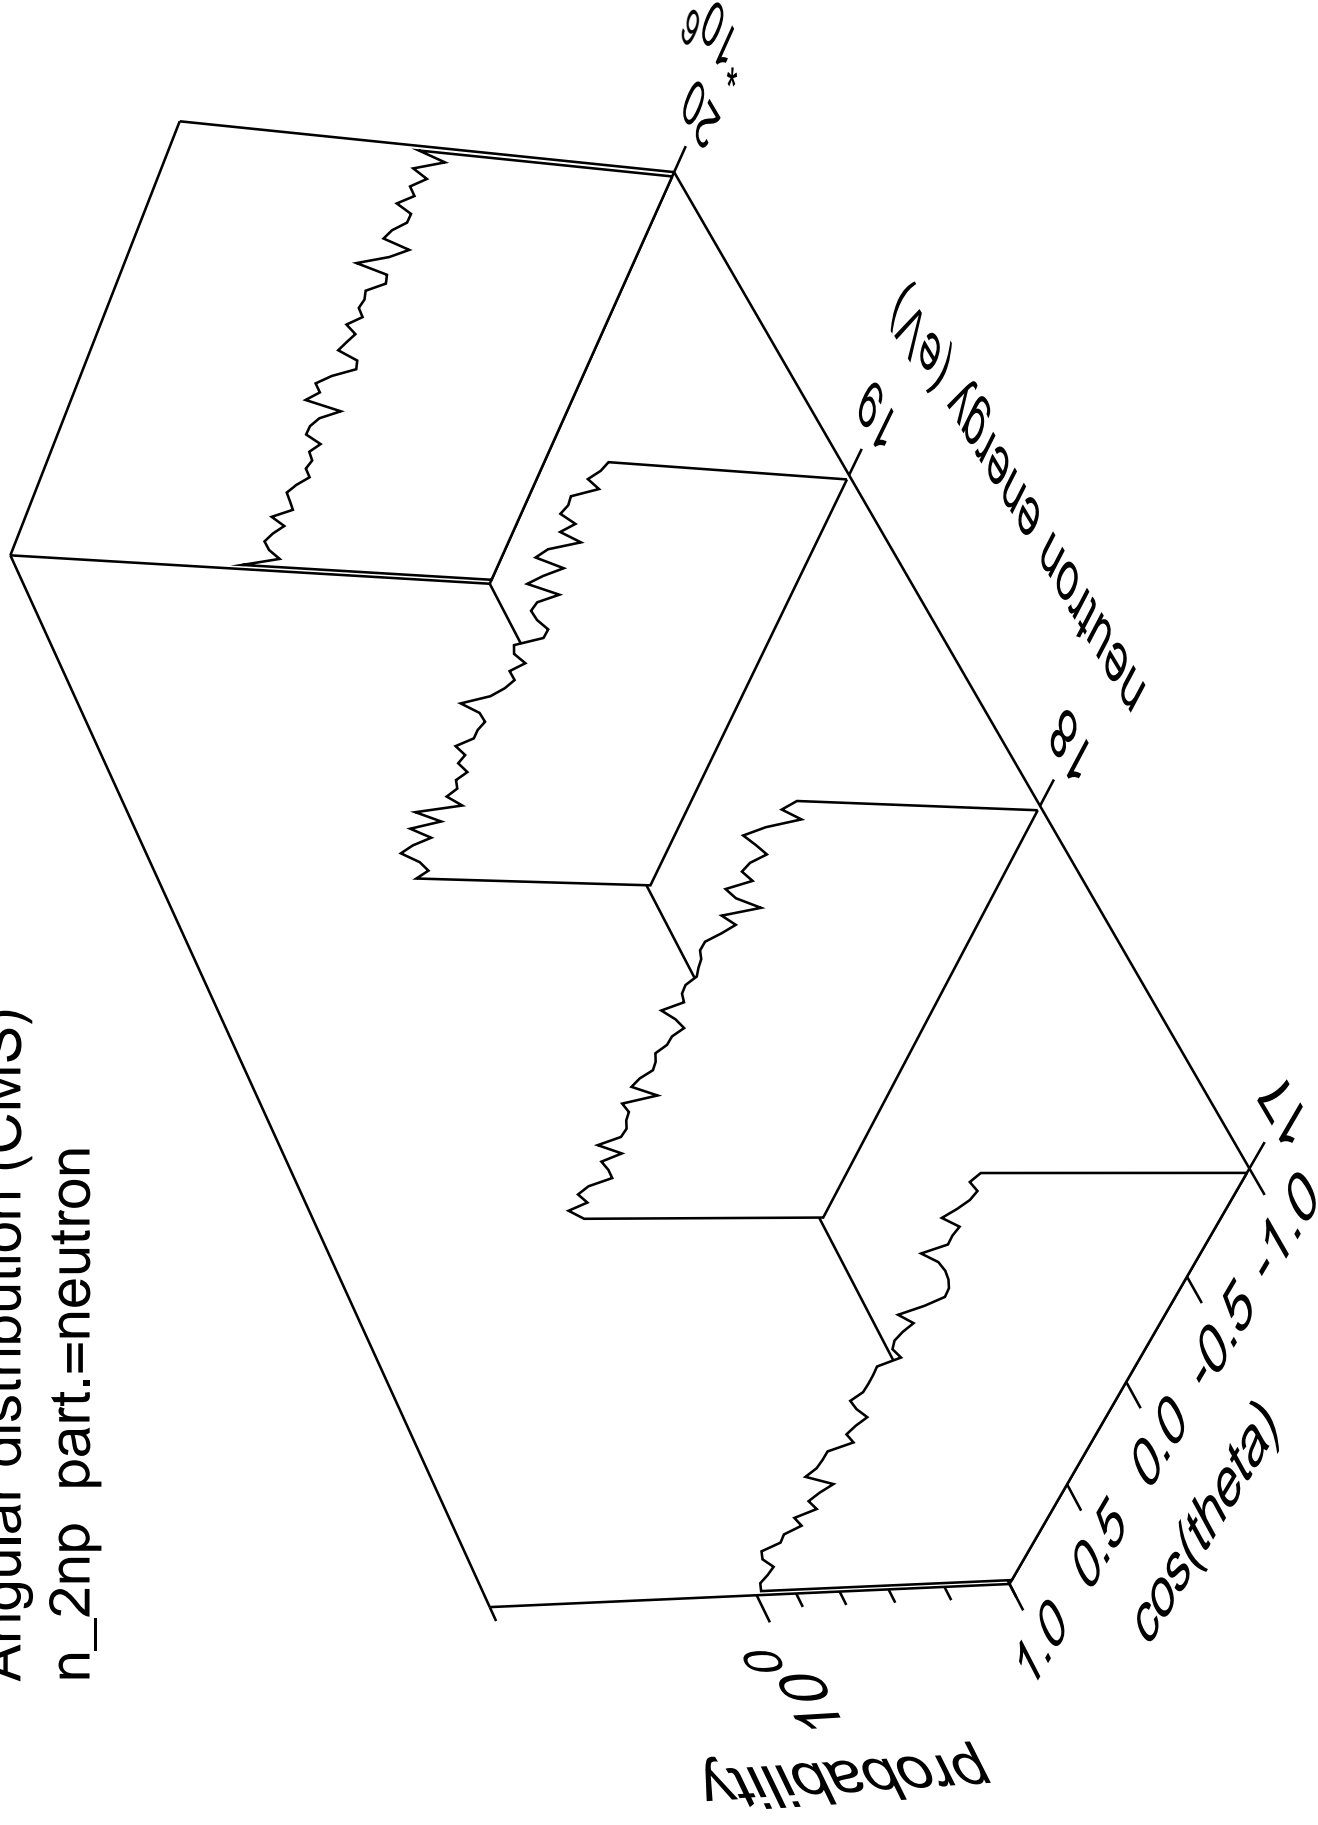 Angular distribution (CMS)
n_2np part.=neutron
probability
10^0
1.0 0.5 0.0 -0.5 -1.0
cos(theta)
17 18 19 20 *10^6
neutron energy (eV)